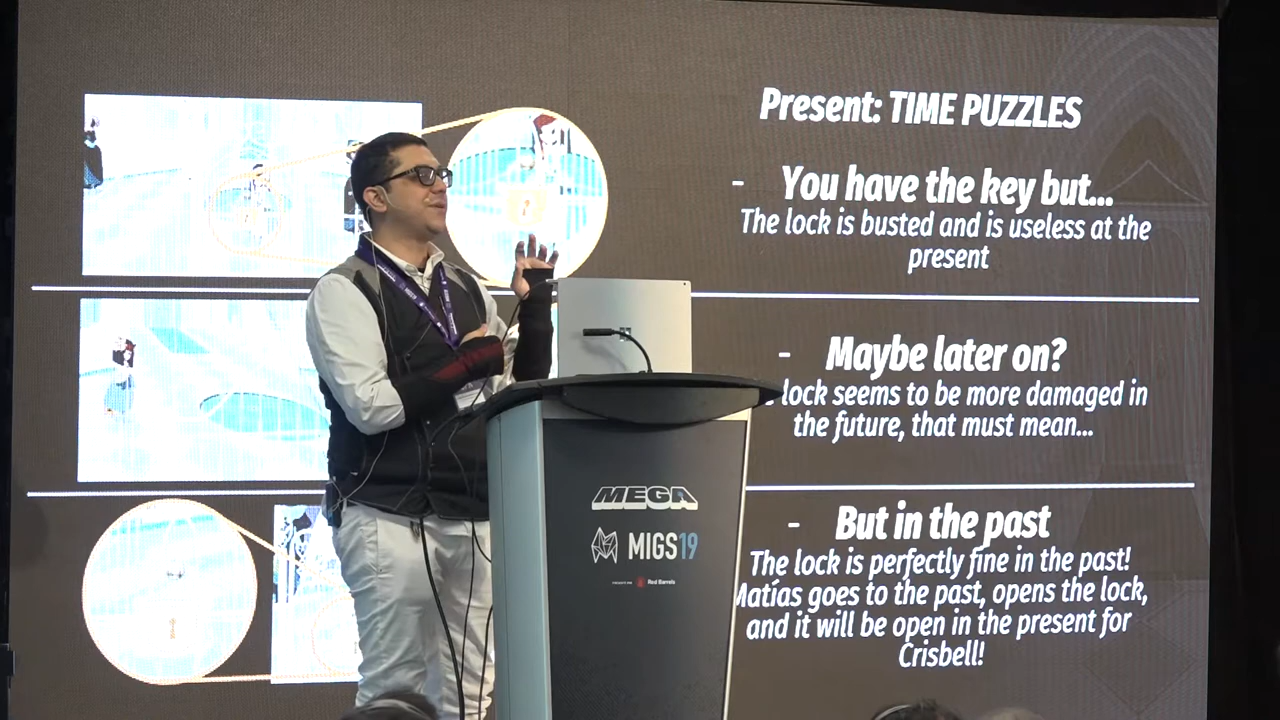 Present: TIME PUZZLES
- You have the key but...
The lock is busted and is useless at the
present
- Maybe later on?
lock seems to be more damaged in
the future, that must mean...
- But in the past
The lock is perfectly fine in the past!
Matías goes to the past, opens the lock,
and it will be open in the present for
Crisbell!
MEGA
MIGS19
Red Barrels